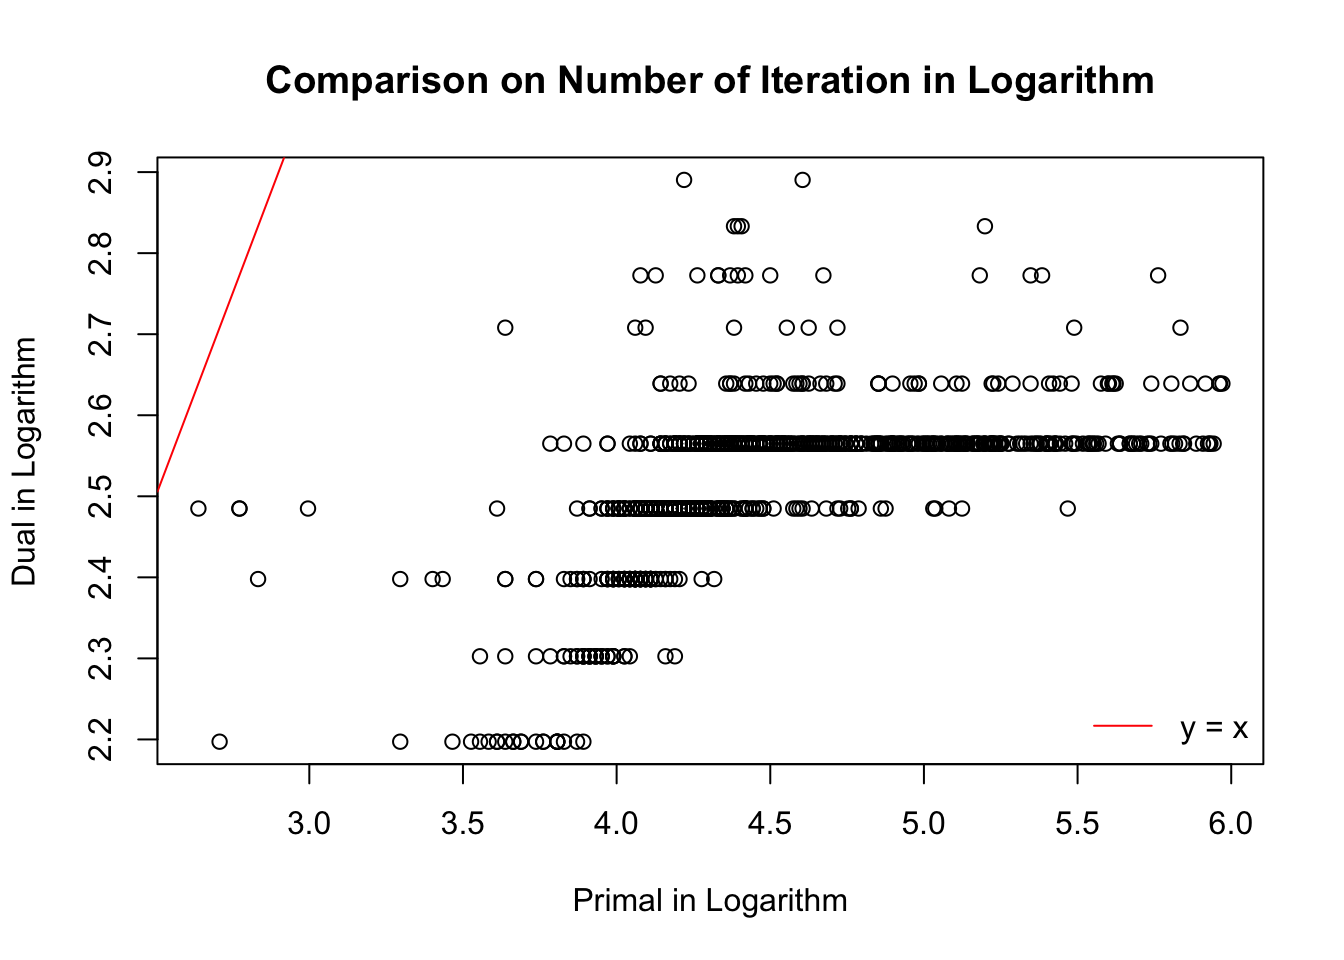 Comparison on Number of Iteration in Logarithm
Dual in Logarithm
2.9
2.8
2.7
2.6
2.5
2.4
2.3
2.2
y = x
3.0 3.5 4.0 4.5 5.0 5.5 6.0
Primal in Logarithm